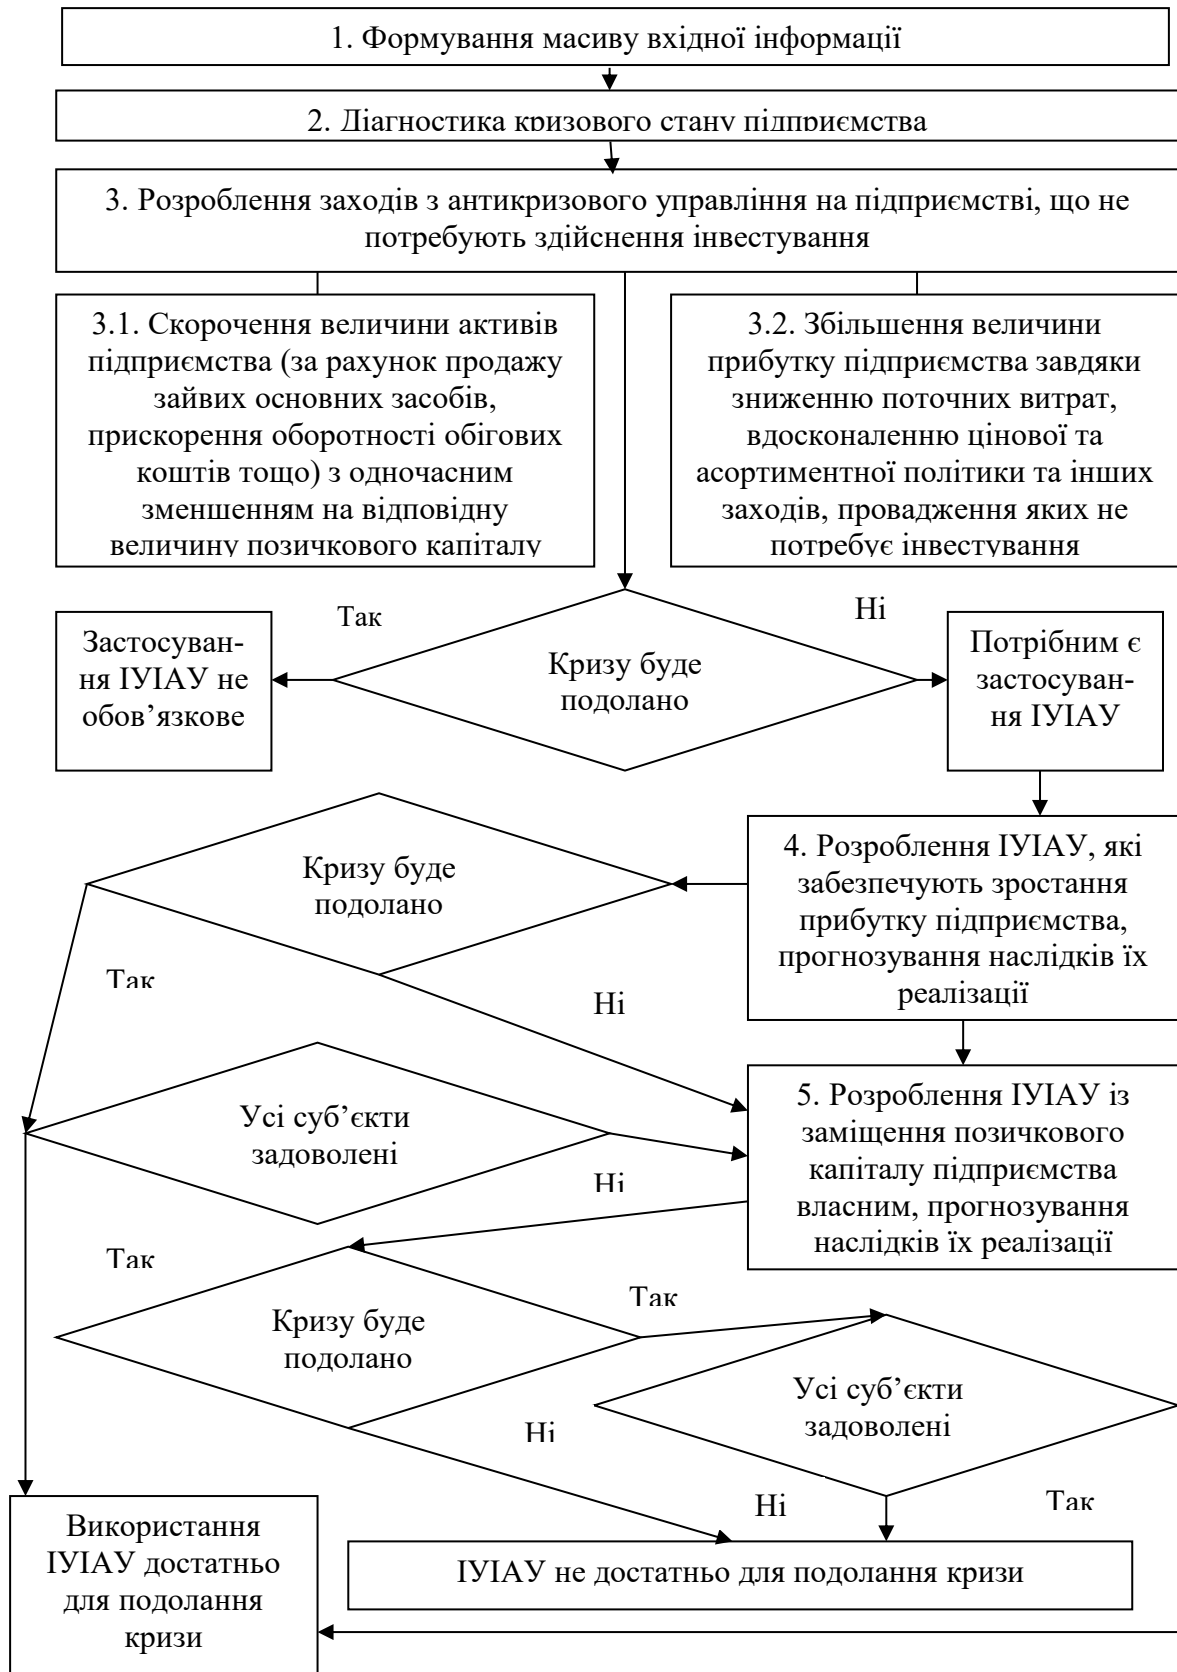 1. Формування масиву вхідної інформації
2. Діагностика кризового стану підприємства
3. Розроблення заходів з антикризового управління на підприємстві, що не
потребують здійснення інвестування
3.1. Скорочення величини активів
підприємства (за рахунок продажу
зайвих основних засобів,
прискорення оборотності обігових
коштів тощо) з одночасним
зменшенням на відповідну
величину позичкового капіталу
3.2. Збільшення величини
прибутку підприємства завдяки
зниженню поточних витрат,
вдосконаленню цінової та
асортиментної політики та інших
заходів, провадження яких не
потребує інвестування
Так
Ні
Застосуван-
ня ІУІАУ не
обов’язкове
Кризу буде
подолано
Потрібним є
застосуван-
ня ІУІАУ
Кризу буде
подолано
4. Розроблення ІУІАУ, які
забезпечують зростання
прибутку підприємства,
прогнозування наслідків їх
реалізації
Так
Ні
Усі суб’єкти
задоволені
5. Розроблення ІУІАУ із
заміщення позичкового
капіталу підприємства
власним, прогнозування
наслідків їх реалізації
Ні
Так
Кризу буде
подолано
Так
Усі суб’єкти
задоволені
Ні
Ні
Так
Використання
ІУІАУ достатньо
для подолання
кризи
ІУІАУ не достатньо для подолання кризи